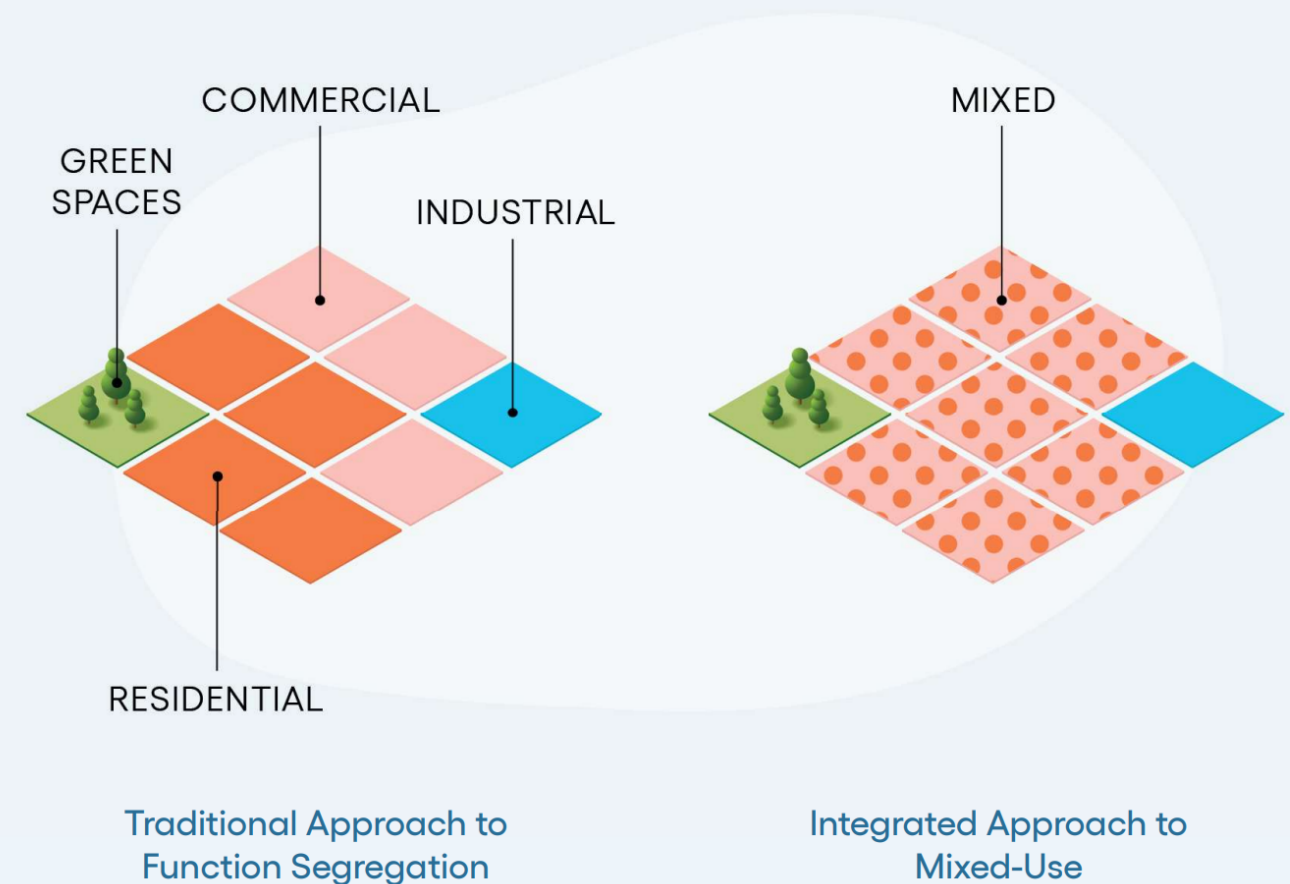 COMMERCIAL
MIXED
GREEN
SPACES
INDUSTRIAL
RESIDENTIAL
Traditional Approach to
Function Segregation
Integrated Approach to
Mixed-Use